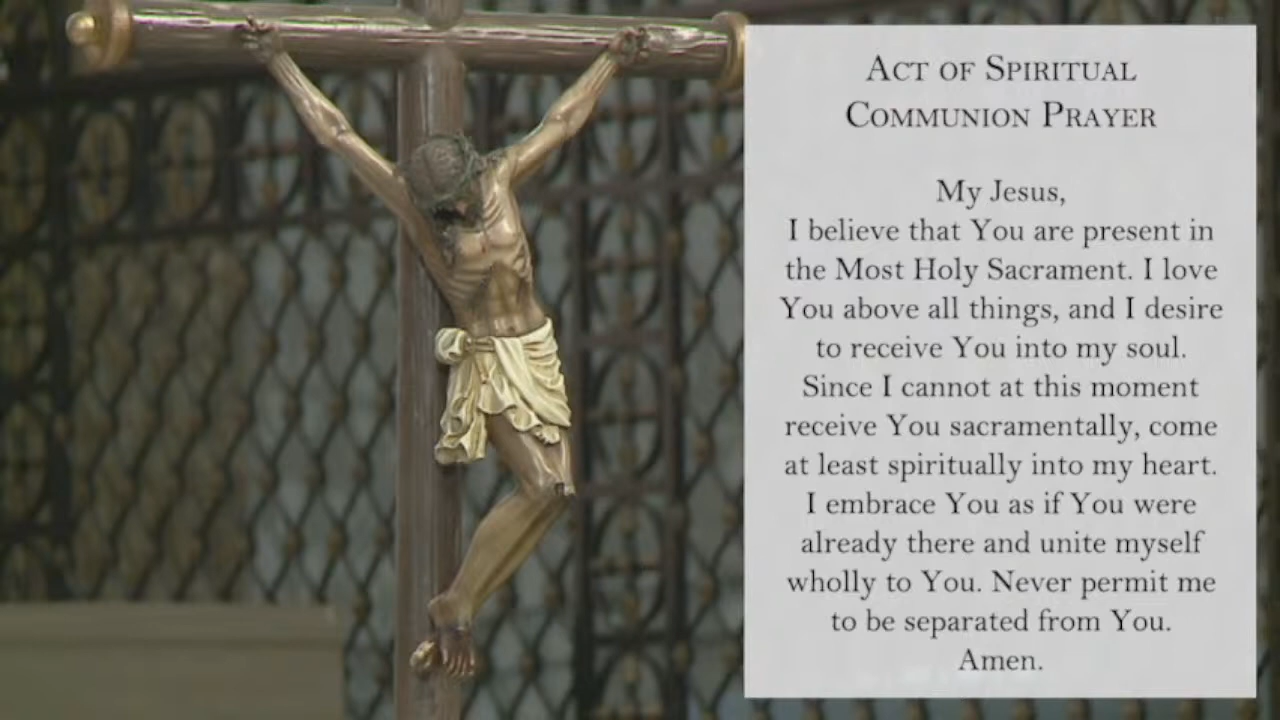 Act of Spiritual
Communion Prayer
My Jesus,
I believe that You are present in
the Most Holy Sacrament. I love
You above all things, and I desire
to receive You into my soul.
Since I cannot at this moment
receive You sacramentally, come
at least spiritually into my heart.
I embrace You as if You were
already there and unite myself
wholly to You. Never permit me
to be separated from You.
Amen.